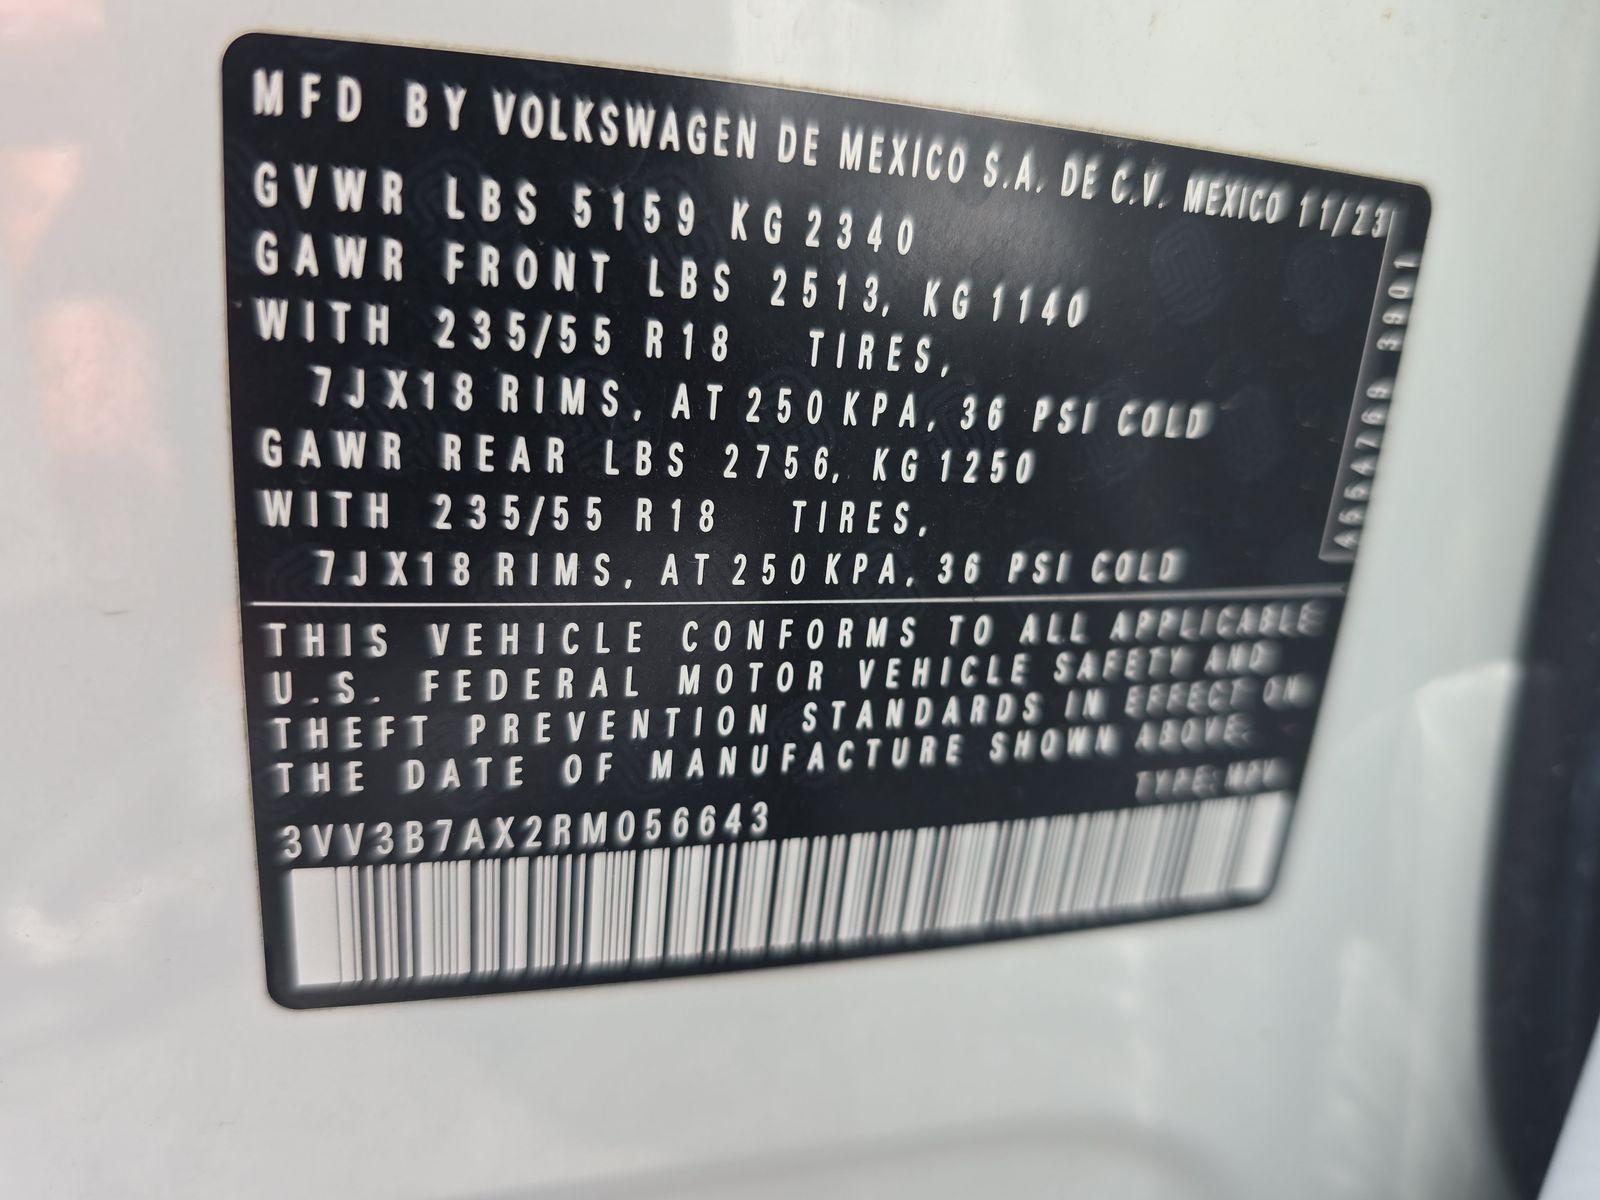 MFD BY VOLKSWAGEN DE MEXICO S.A. DE C.V. MEXICO 11/23
GVWR LBS 5159 KG 2340
GAWR FRONT LBS 2513, KG 1140
WITH 235/55 R18 TIRES,
7JX18 RIMS, AT 250 KPA, 36 PSI COLD
GAWR REAR LBS 2756, KG 1250
WITH 235/55 R18 TIRES,
7JX18 RIMS, AT 250 KPA, 36 PSI COLD
THIS VEHICLE CONFORMS TO ALL APPLICABLE
U.S. FEDERAL MOTOR VEHICLE SAFETY AND
THEFT PREVENTION STANDARDS IN EFFECT ON
THE DATE OF MANUFACTURE SHOWN ABOVE.
TYPE: MPV
3VV3B7AX2RM056643
3901